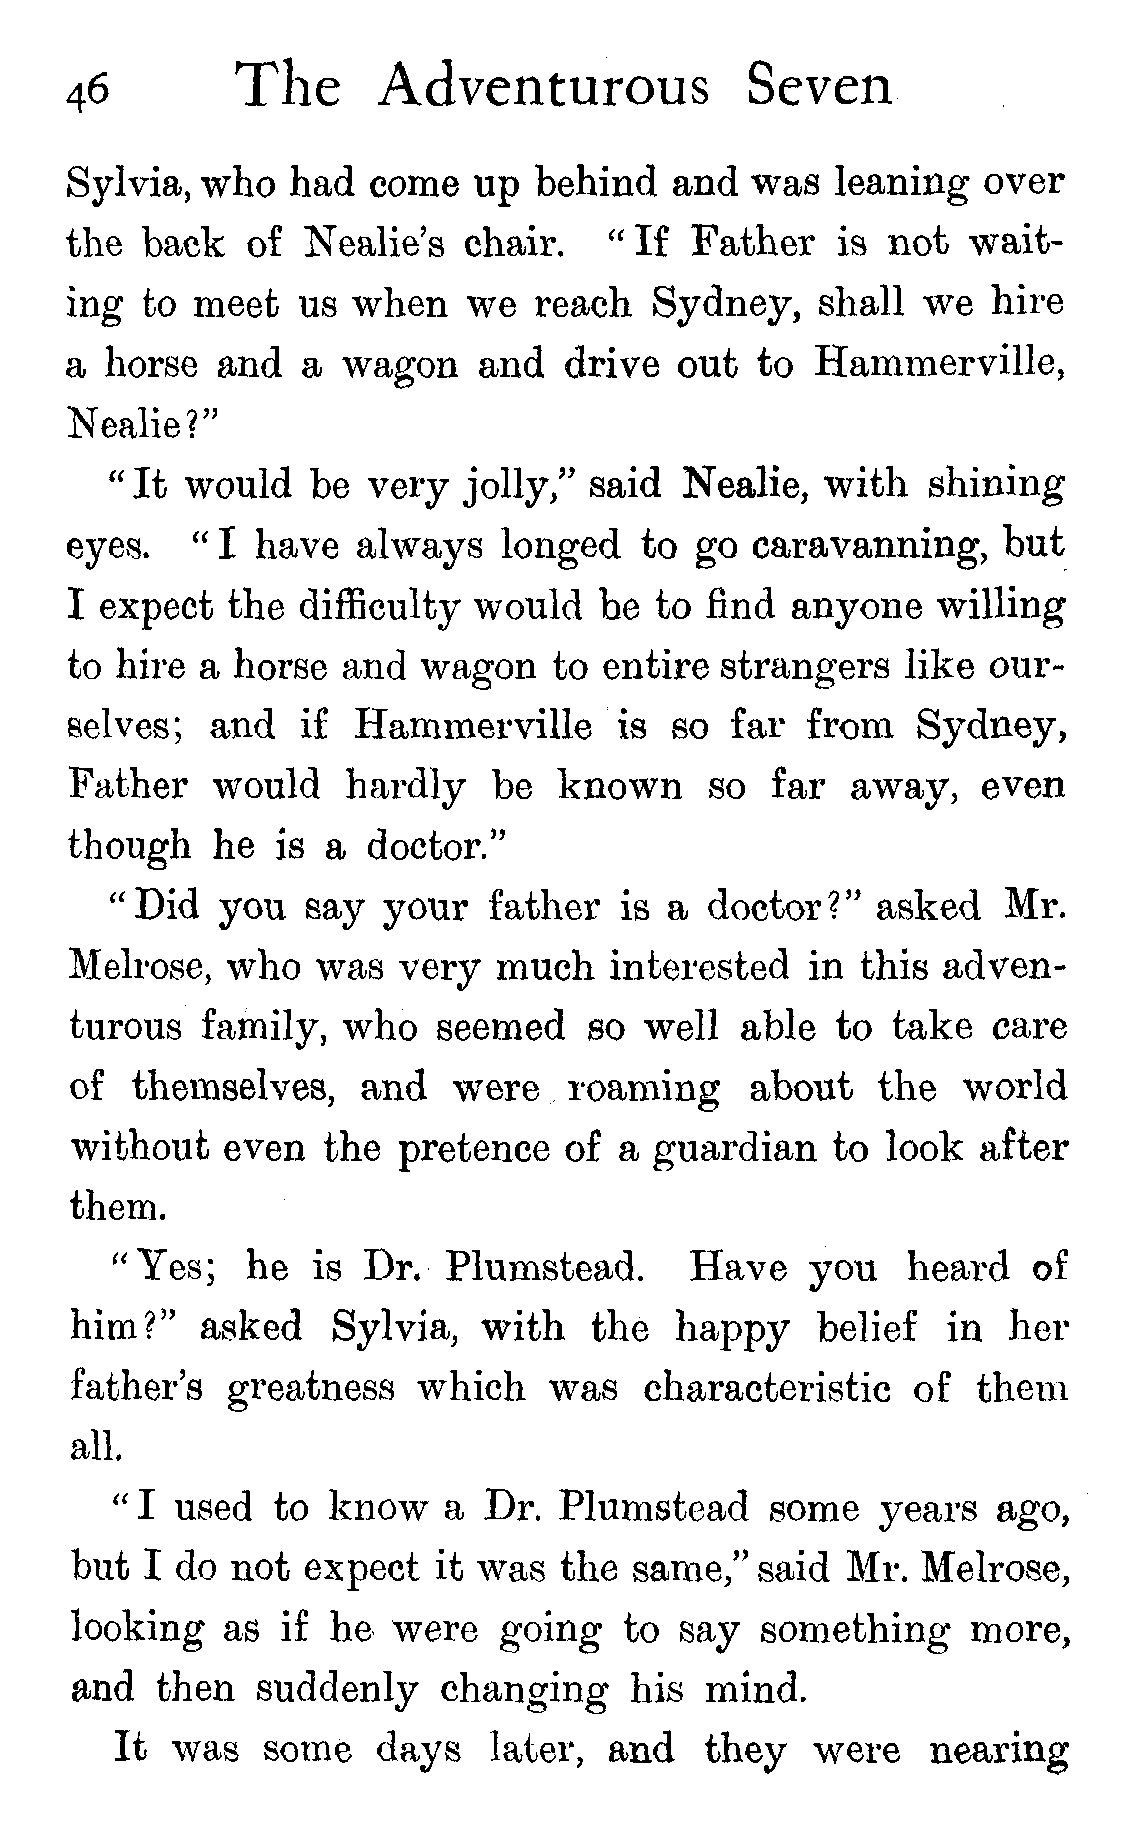 46 The Adventurous Seven
Sylvia, who had come up behind and was leaning over
the back of Nealie's chair. "If Father is not wait-
ing to meet us when we reach Sydney, shall we hire
a horse and a wagon and drive out to Hammerville,
Nealie?"
"It would be very jolly," said Nealie, with shining
eyes. "I have always longed to go caravanning, but
I expect the difficulty would be to find anyone willing
to hire a horse and wagon to entire strangers like our-
selves; and if Hammerville is so far from Sydney,
Father would hardly be known so far away, even
though he is a doctor."
"Did you say your father is a doctor?" asked Mr.
Melrose, who was very much interested in this adven-
turous family, who seemed so well able to take care
of themselves, and were roaming about the world
without even the pretence of a guardian to look after
them.
"Yes; he is Dr. Plumstead. Have you heard of
him?" asked Sylvia, with the happy belief in her
father's greatness which was characteristic of them
all.
"I used to know a Dr. Plumstead some years ago,
but I do not expect it was the same," said Mr. Melrose,
looking as if he were going to say something more,
and then suddenly changing his mind.
It was some days later, and they were nearing